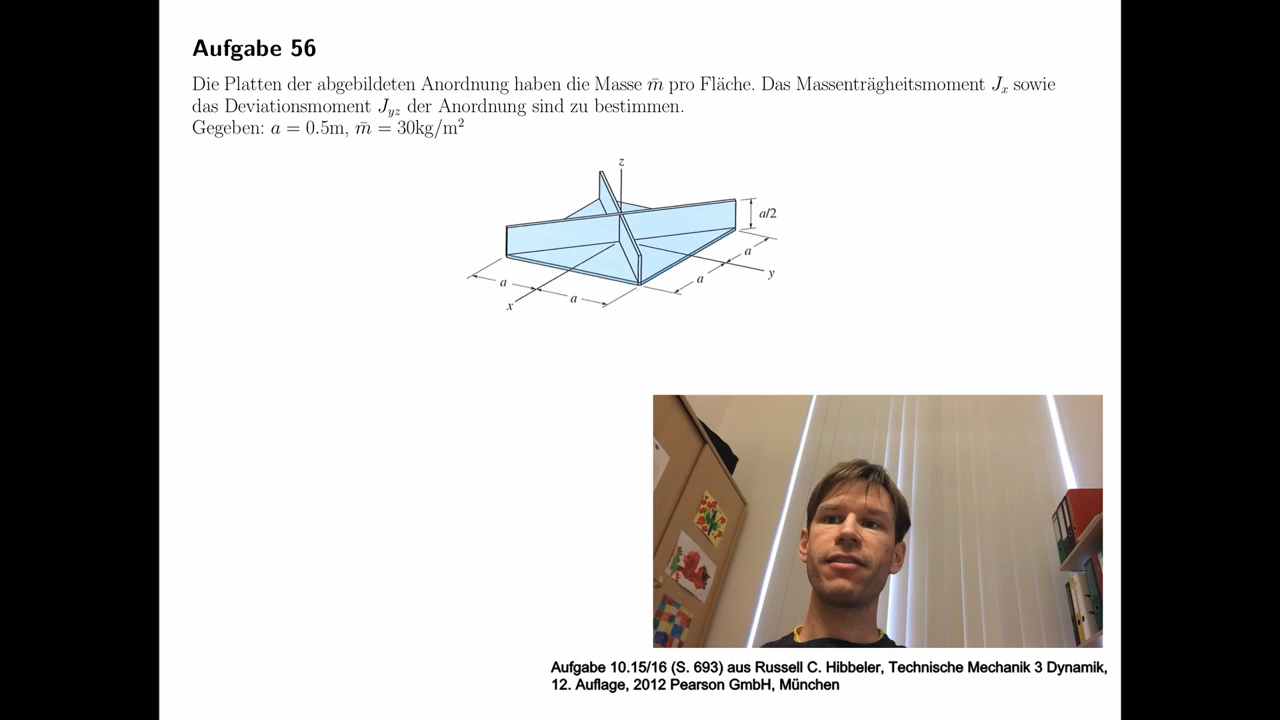 Aufgabe 56
Die Platten der abgebildeten Anordnung haben die Masse m̄ pro Fläche. Das Massenträgheitsmoment Jₓ sowie
das Deviationsmoment J_yz der Anordnung sind zu bestimmen.
Gegeben: a = 0.5m, m̄ = 30kg/m²
z
a/2
a
y
a
a
a
x
Aufgabe 10.15/16 (S. 693) aus Russell C. Hibbeler, Technische Mechanik 3 Dynamik,
12. Auflage, 2012 Pearson GmbH, München